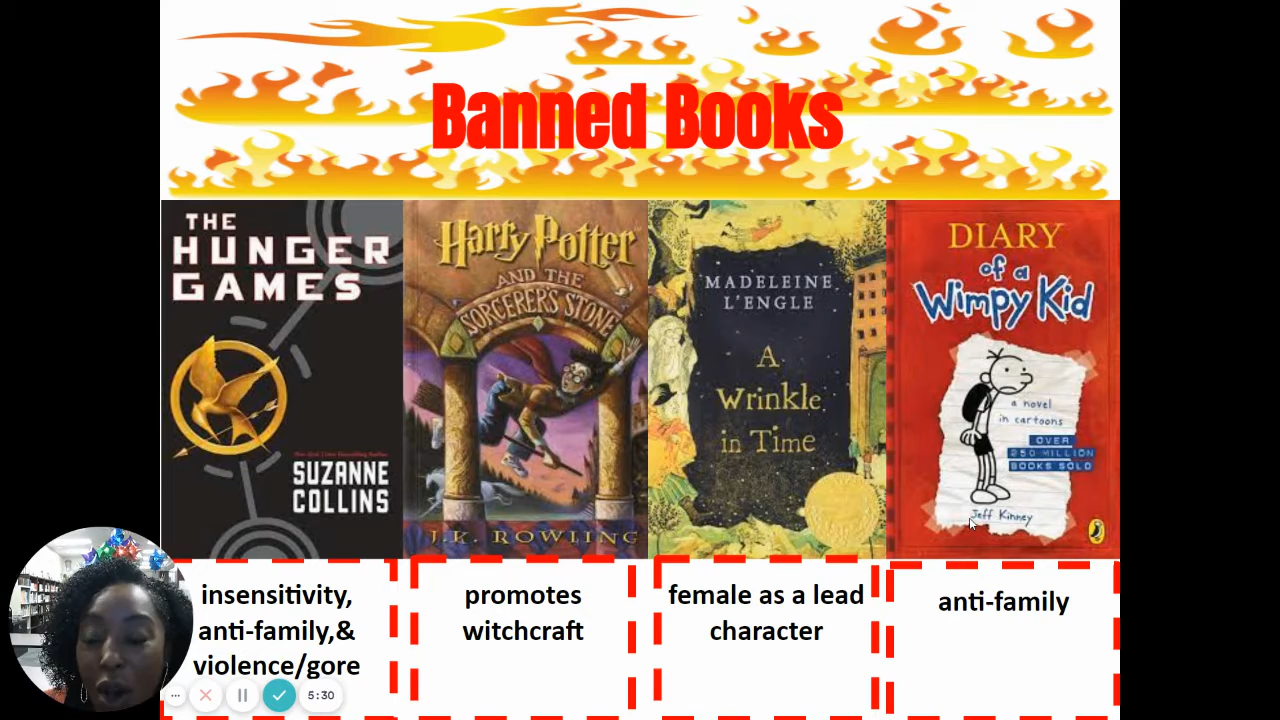 Banned Books
THE
HUNGER
GAMES
SUZANNE
COLLINS
Harry Potter
AND THE
SORCERER'S STONE
J.K. ROWLING
MADELEINE
L'ENGLE
A
Wrinkle
in Time
DIARY
of a
Wimpy Kid
a novel
in cartoons
OVER
250 MILLION
BOOKS SOLD
Jeff Kinney
insensitivity,
anti-family,&
violence/gore
promotes
witchcraft
female as a lead
character
anti-family
5:30